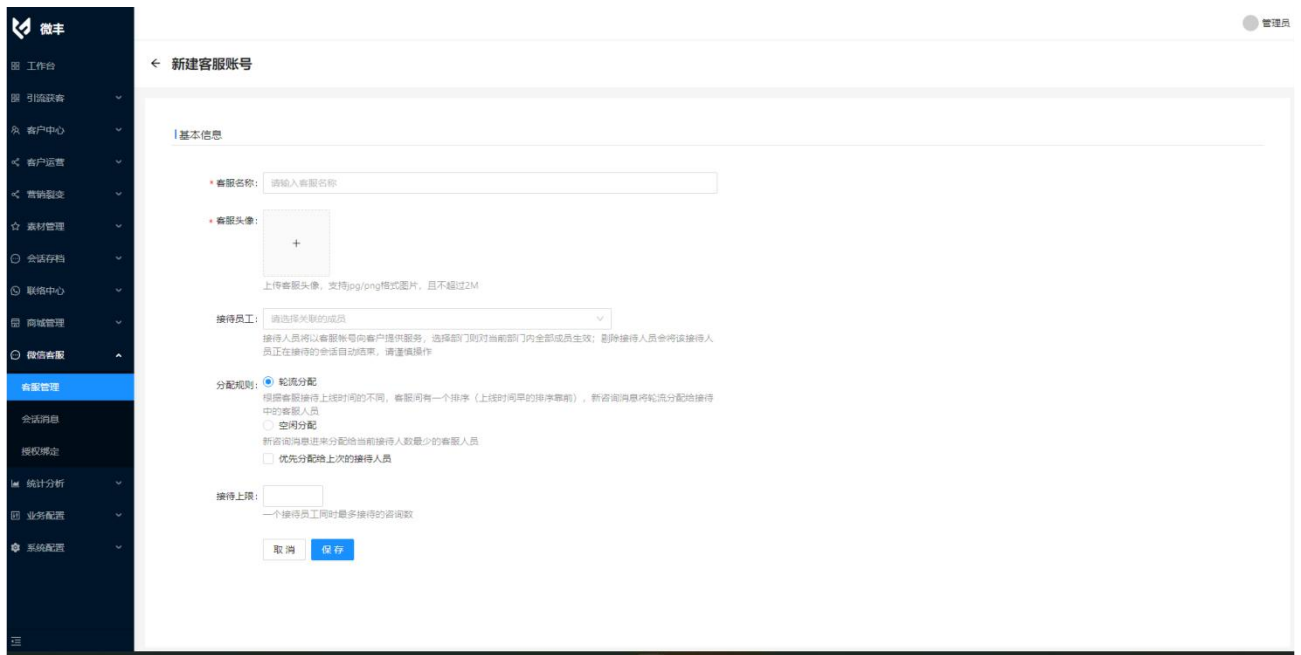 微丰
管理员
工作台
引流获客
客户中心
客户运营
营销裂变
素材管理
会话存档
联络中心
商城管理
微信客服
客服管理
会话消息
授权绑定
统计分析
业务配置
系统配置
← 新建客服账号
基本信息
* 客服名称: 请输入客服名称
* 客服头像:
+
上传客服头像，支持jpg/png格式图片，且不超过2M
接待员工: 请选择关联的成员
接待人员将以客服帐号向客户提供服务，选择部门则对当前部门内全部成员生效；剔除接待人员会将该接待人
员正在接待的会话自动结束，请谨慎操作
分配规则: 轮流分配
根据客服接待上线时间的不同，客服间有一个排序（上线时间早的排序靠前），新咨询消息将轮流分配给接待
中的客服人员
空闲分配
新咨询消息进来分配给当前接待人数最少的客服人员
优先分配给上次的接待人员
接待上限:
一个接待员工同时最多接待的咨询数
取 消 保 存